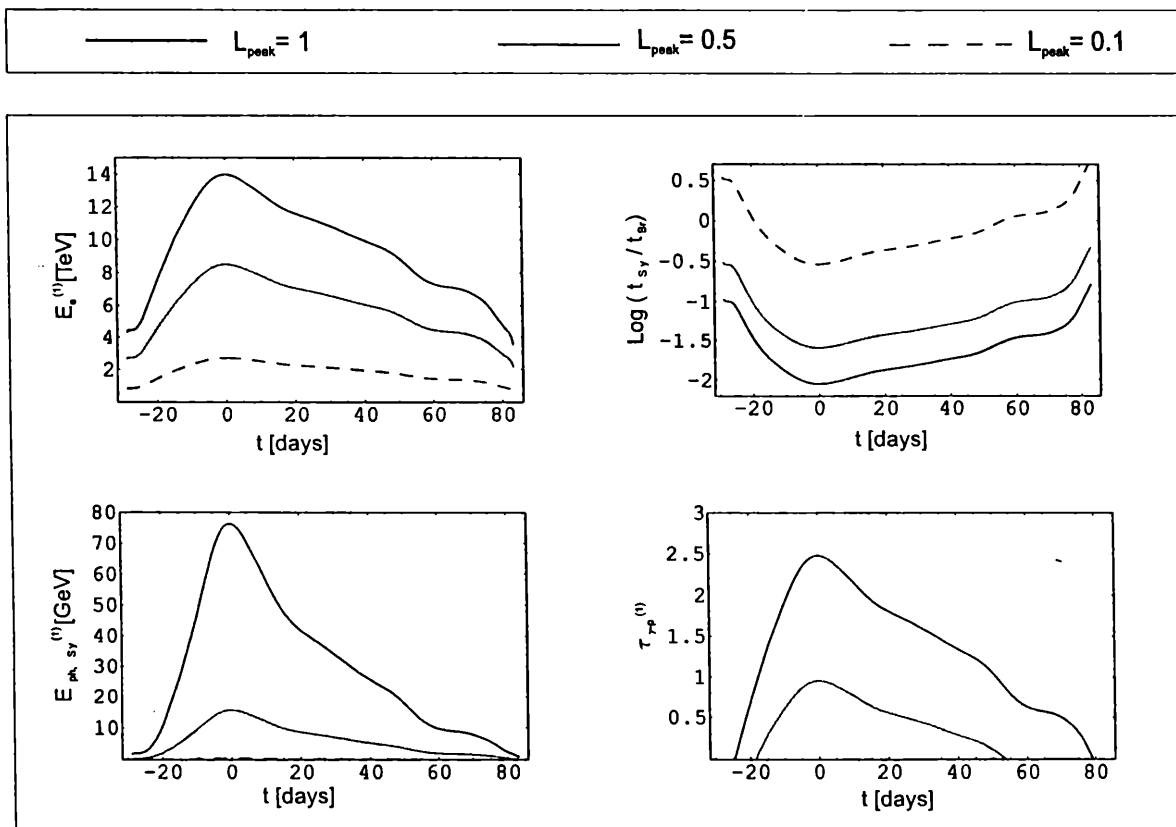 L_peak = 1 L_peak = 0.5 L_peak = 0.1
E_e^(1) [TeV]
14
12
10
8
6
4
2
−20 0 20 40 60 80
t [days]
Log ( t_sy / t_Br )
0.5
0
−0.5
−1
−1.5
−2
−20 0 20 40 60 80
t [days]
E_ph, sy^(1) [GeV]
80
70
60
50
40
30
20
10
−20 0 20 40 60 80
t [days]
τ_γ-p^(1)
3
2.5
2
1.5
1
0.5
−20 0 20 40 60 80
t [days]